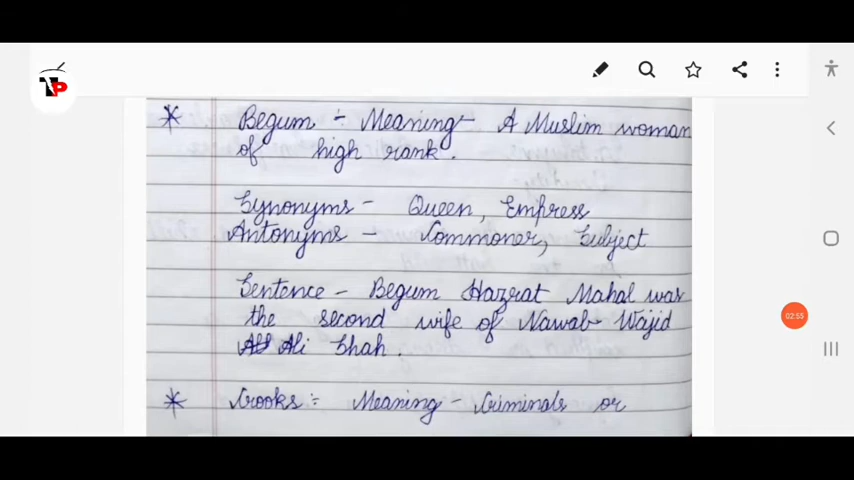 TP
* Begum ÷ Meaning - A Muslim woman
of high rank.
Synonyms - Queen, Empress
Antonyms - Commoner, Subject
Sentence - Begum Hazrat Mahal was
the second wife of Nawab Wajid
Ali Shah.
02:55
* Crooks ÷ Meaning - Criminals or